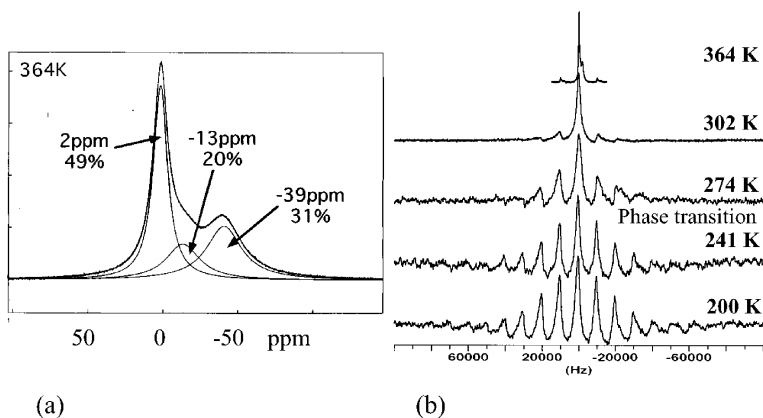 364K
2ppm
49%
-13ppm
20%
-39ppm
31%
50 0 -50 ppm
(a)
364 K
302 K
274 K
Phase transition
241 K
200 K
60000 20000 -20000 -60000
(Hz)
(b)